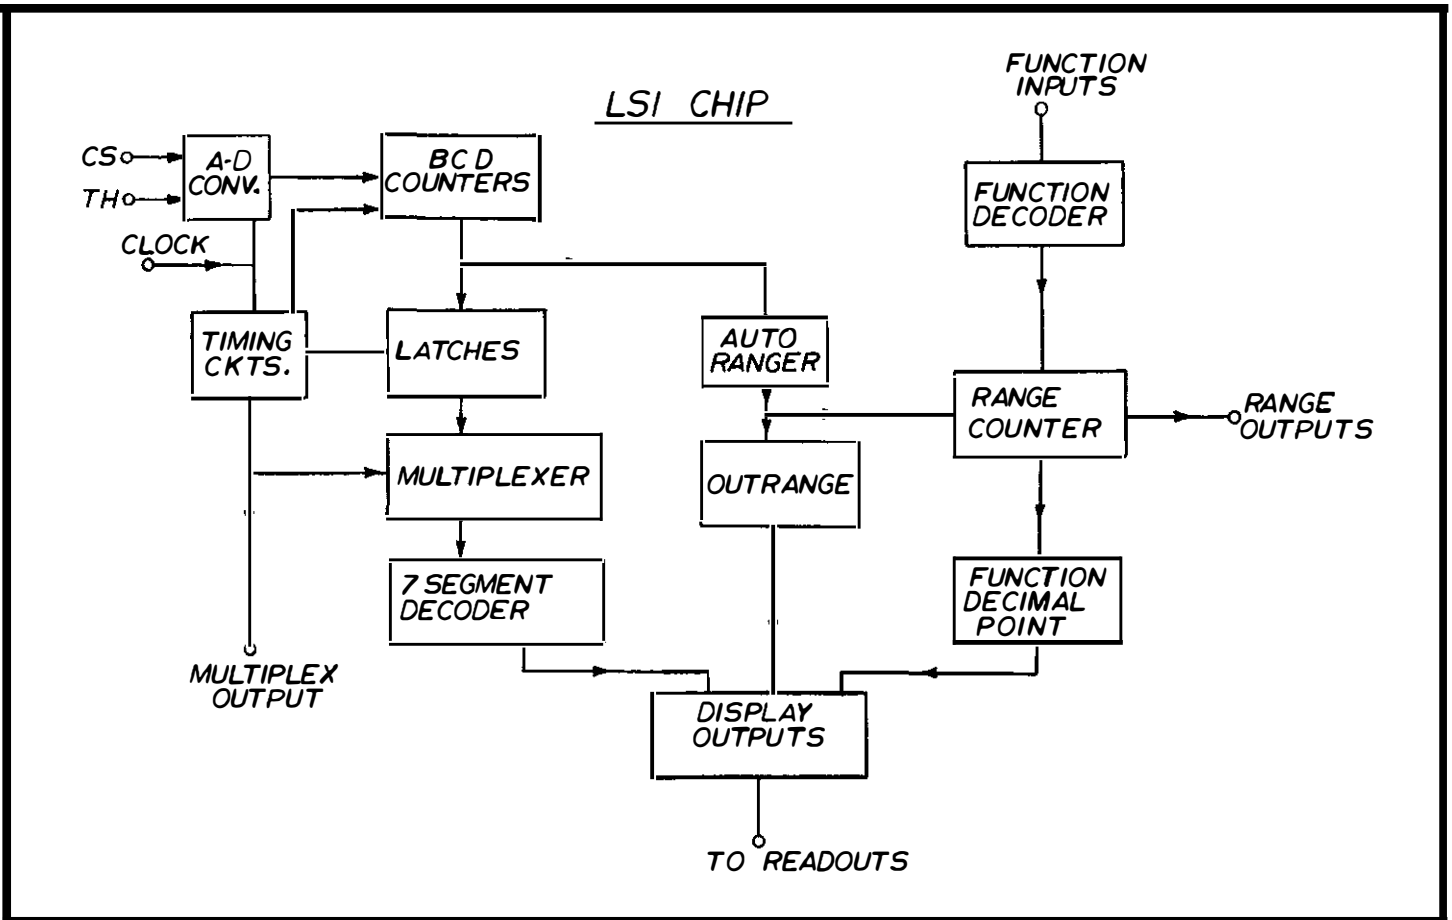 LSI CHIP
FUNCTION
INPUTS
CS
TH
A-D
CONV.
BCD
COUNTERS
FUNCTION
DECODER
CLOCK
TIMING
CKTS.
LATCHES
AUTO
RANGER
RANGE
COUNTER
RANGE
OUTPUTS
MULTIPLEXER
OUTRANGE
7 SEGMENT
DECODER
FUNCTION
DECIMAL
POINT
MULTIPLEX
OUTPUT
DISPLAY
OUTPUTS
TO READOUTS